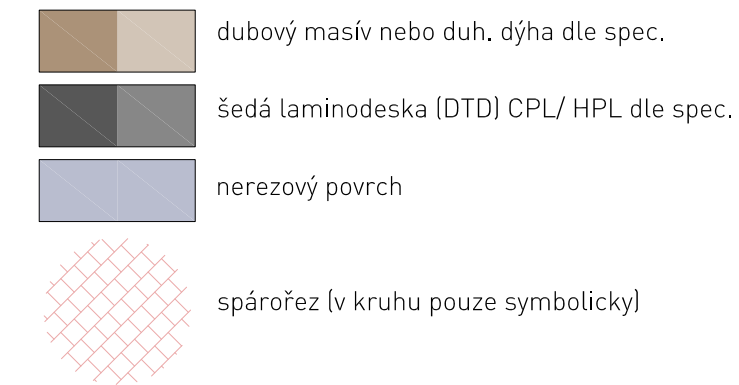 dubový masív nebo duh. dýha dle spec.
šedá laminodeska (DTD) CPL/ HPL dle spec.
nerezový povrch
spárořez (v kruhu pouze symbolicky)